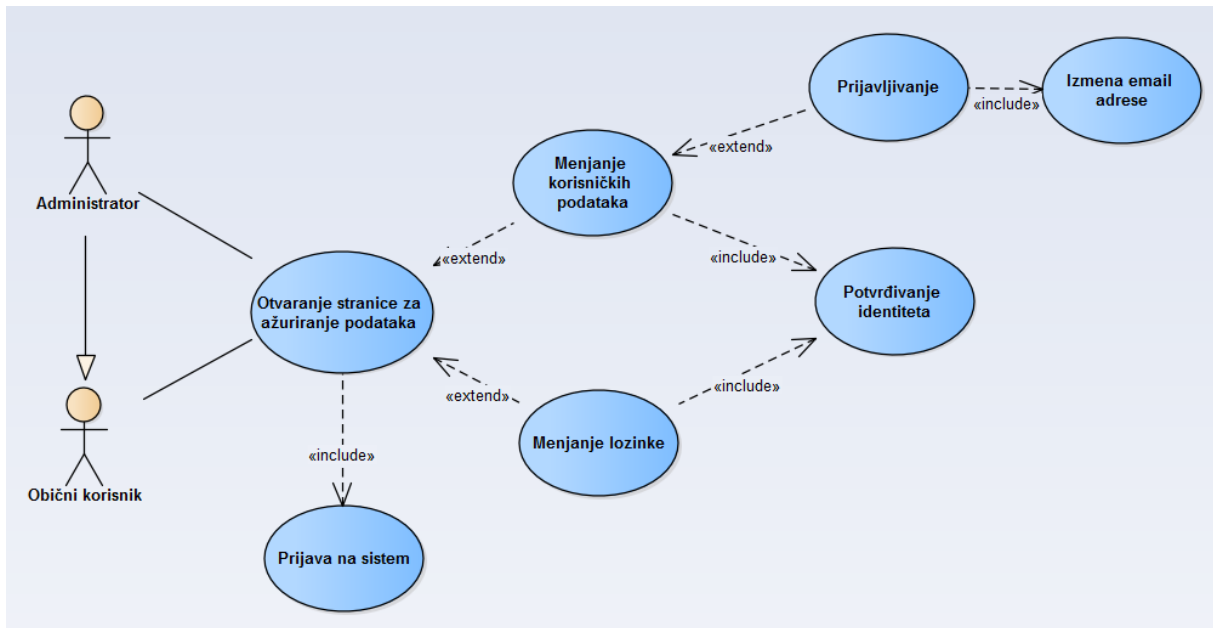 Prijavljivanje
Izmena email
adrese
«include»
«extend»
Menjanje
korisničkih
podataka
Administrator
«extend»
«include»
Potvrđivanje
identiteta
Otvaranje stranice za
ažuriranje podataka
«include»
«extend»
Menjanje lozinke
«include»
Obični korisnik
Prijava na sistem